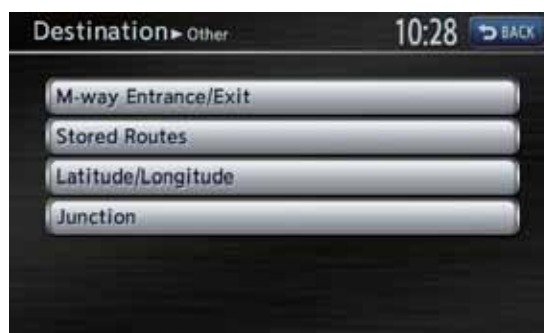 Destination ▸ Other 10:28 BACK
M-way Entrance/Exit
Stored Routes
Latitude/Longitude
Junction